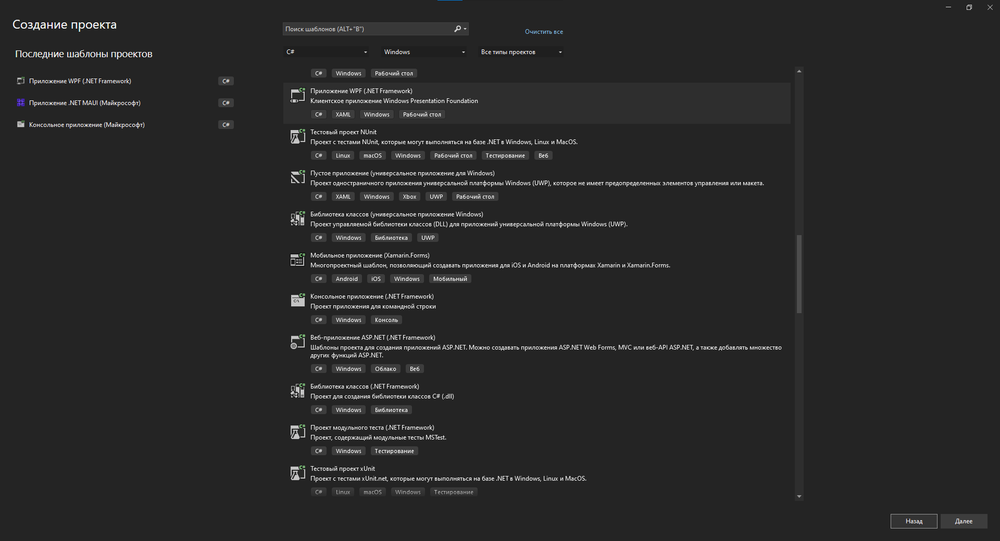 Создание проекта
Последние шаблоны проектов
Приложение WPF (.NET Framework) C#
Приложение .NET MAUI (Майкрософт) C#
Консольное приложение (Майкрософт) C#
Поиск шаблонов (ALT+"В")
Очистить все
C# Windows Все типы проектов
C# Windows Рабочий стол
Приложение WPF (.NET Framework)
Клиентское приложение Windows Presentation Foundation
C# XAML Windows Рабочий стол
Тестовый проект NUnit
Проект с тестами NUnit, которые могут выполняться на базе .NET в Windows, Linux и MacOS.
C# Linux macOS Windows Рабочий стол Тестирование Веб
Пустое приложение (универсальное приложение для Windows)
Проект одностраничного приложения универсальной платформы Windows (UWP), которое не имеет предопределенных элементов управления или макета.
C# XAML Windows Xbox UWP Рабочий стол
Библиотека классов (универсальное приложение Windows)
Проект управляемой библиотеки классов (DLL) для приложений универсальной платформы Windows (UWP).
C# Windows Библиотека UWP
Мобильное приложение (Xamarin.Forms)
Многопроектный шаблон, позволяющий создавать приложения для iOS и Android на платформах Xamarin и Xamarin.Forms.
C# Android iOS Windows Мобильный
Консольное приложение (.NET Framework)
Проект приложения для командной строки
C# Windows Консоль
Веб-приложение ASP.NET (.NET Framework)
Шаблоны проекта для создания приложений ASP.NET. Можно создавать приложения ASP.NET Web Forms, MVC или веб-API ASP.NET, а также добавлять множество
других функций ASP.NET.
C# Windows Облако Веб
Библиотека классов (.NET Framework)
Проект для создания библиотеки классов C# (.dll)
C# Windows Библиотека
Проект модульного теста (.NET Framework)
Проект, содержащий модульные тесты MSTest.
C# Windows Тестирование
Тестовый проект xUnit
Проект с тестами xUnit.net, которые могут выполняться на базе .NET в Windows, Linux и MacOS.
C# Linux macOS Windows Тестирование
Назад Далее